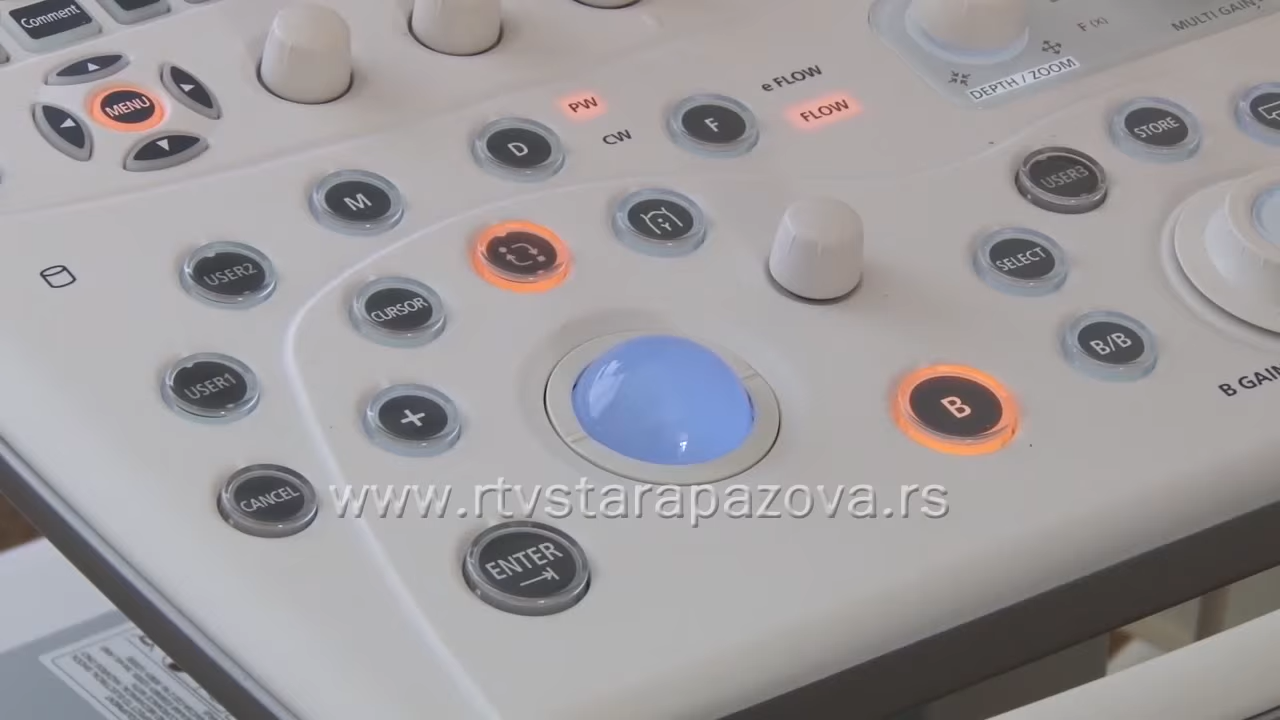 Comment
MENU
PW
D
CW
F
e FLOW
FLOW
F (X)
MULTI GAIN
DEPTH / ZOOM
STORE
USER3
M
SELECT
USER2
CURSOR
B/B
USER1
+
B
B GAIN
CANCEL
www.rtvstarapazova.rs
ENTER